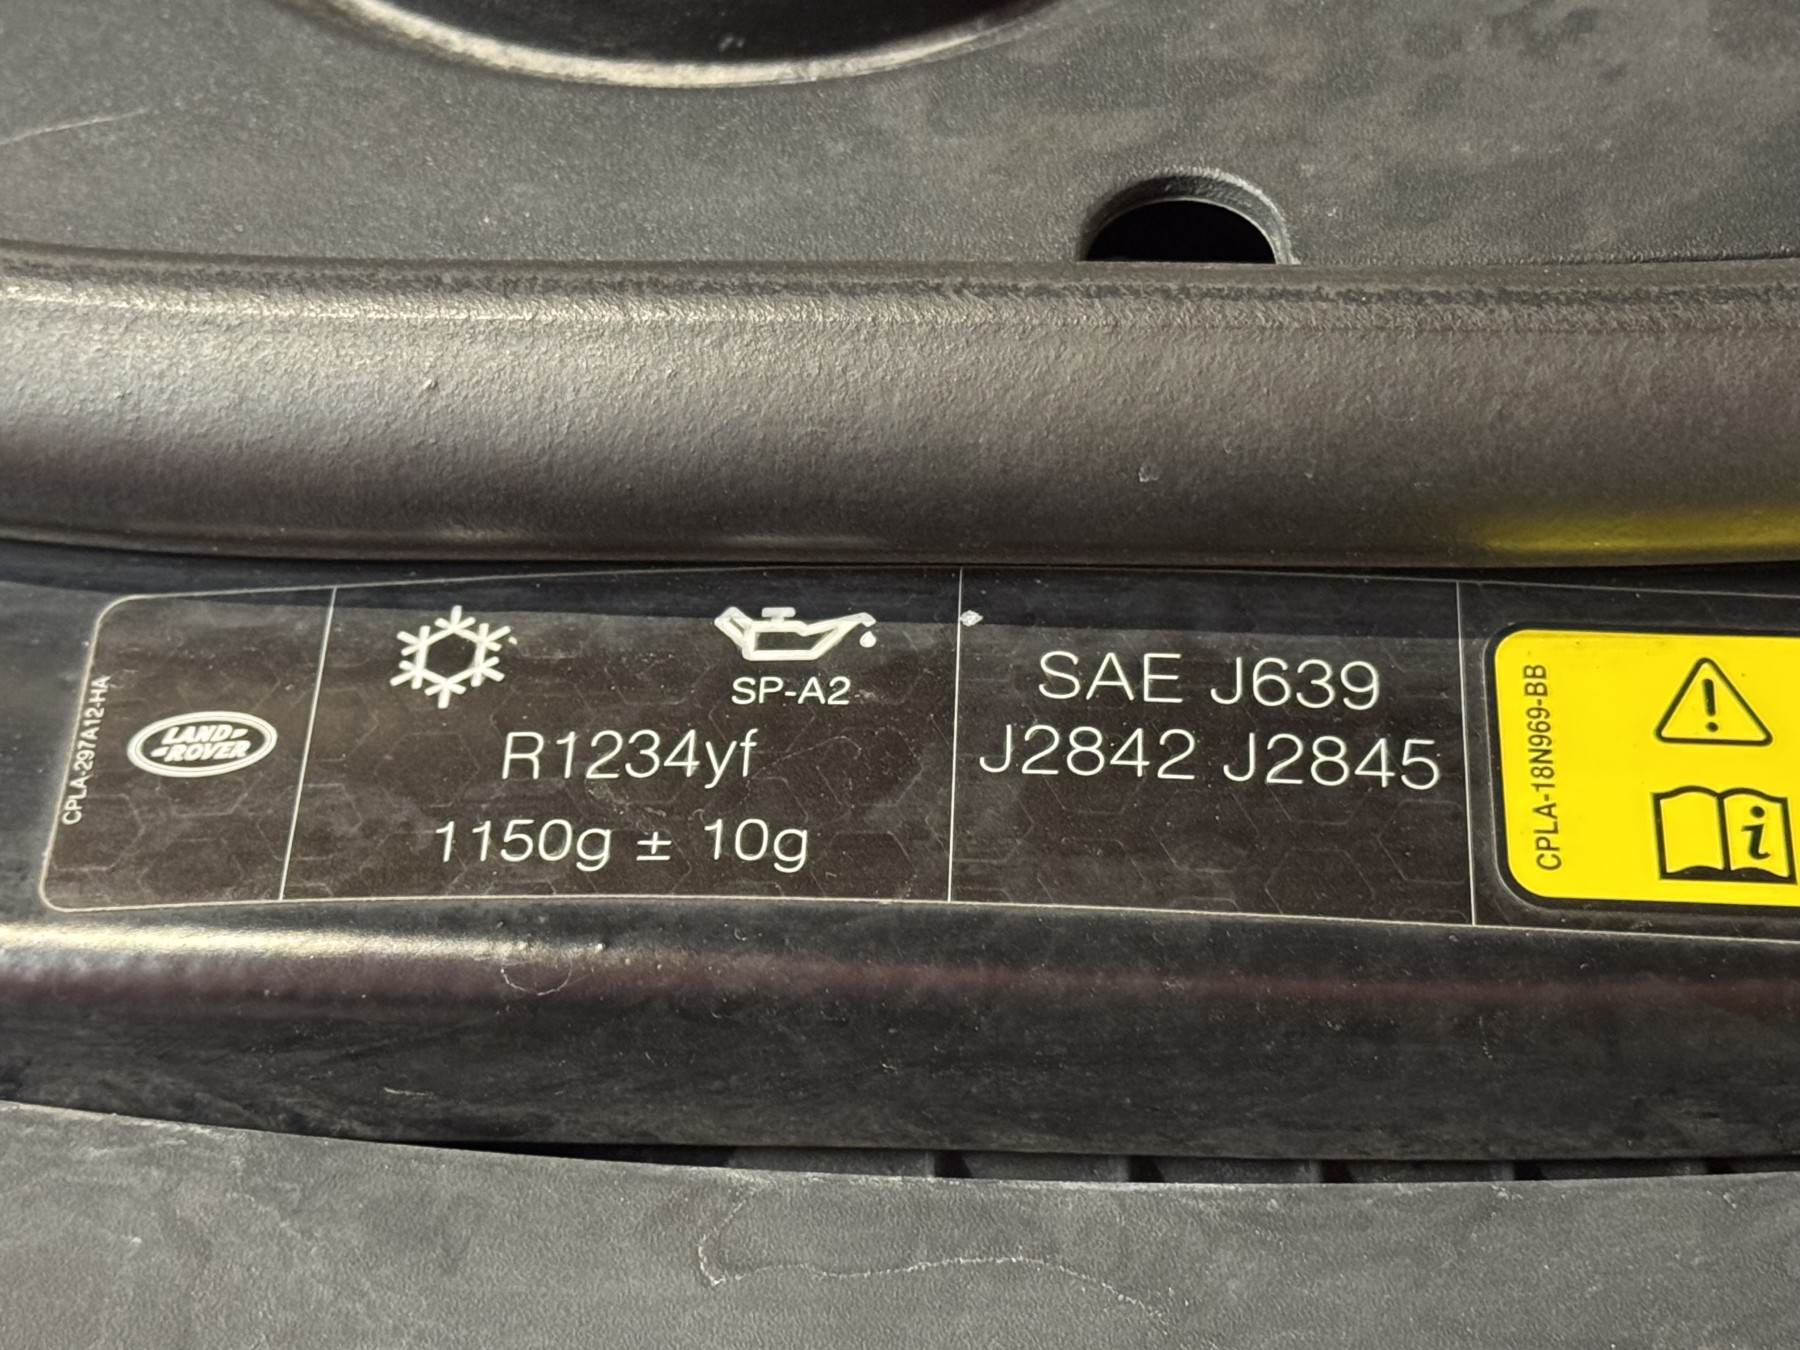 CPLA-297A12-HA
LAND
ROVER
SP-A2
R1234yf
1150g ± 10g
SAE J639
J2842 J2845
CPLA-18N969-BB